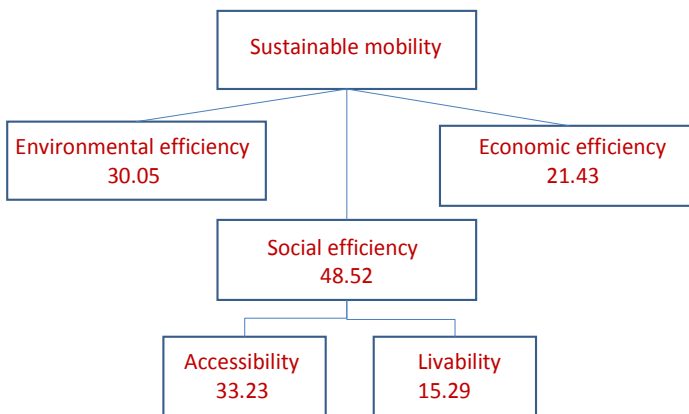 Sustainable mobility
Environmental efficiency
30.05
Economic efficiency
21.43
Social efficiency
48.52
Accessibility
33.23
Livability
15.29